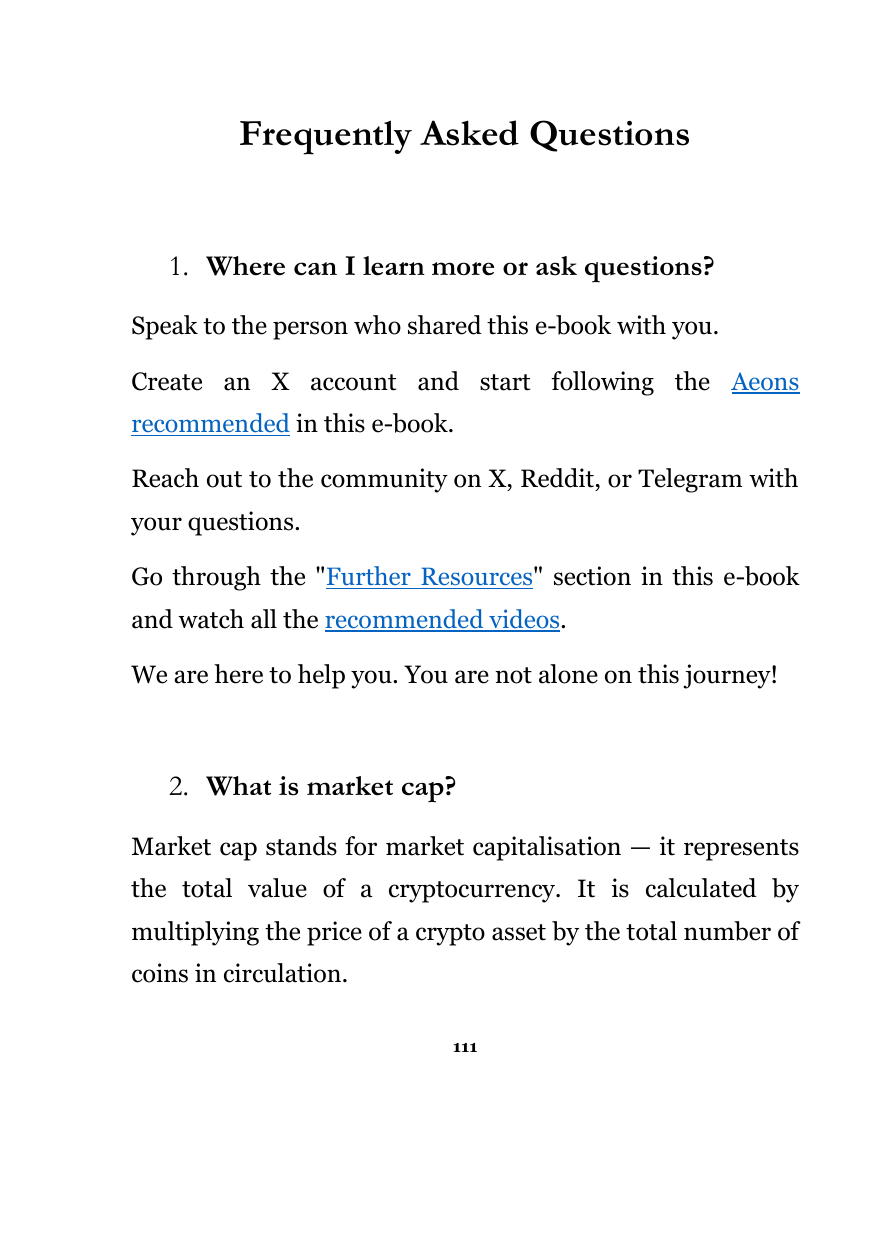 Frequently Asked Questions
1. Where can I learn more or ask questions?
Speak to the person who shared this e-book with you.
Create an X account and start following the Aeons
recommended in this e-book.
Reach out to the community on X, Reddit, or Telegram with
your questions.
Go through the "Further Resources" section in this e-book
and watch all the recommended videos.
We are here to help you. You are not alone on this journey!
2. What is market cap?
Market cap stands for market capitalisation — it represents
the total value of a cryptocurrency. It is calculated by
multiplying the price of a crypto asset by the total number of
coins in circulation.
111